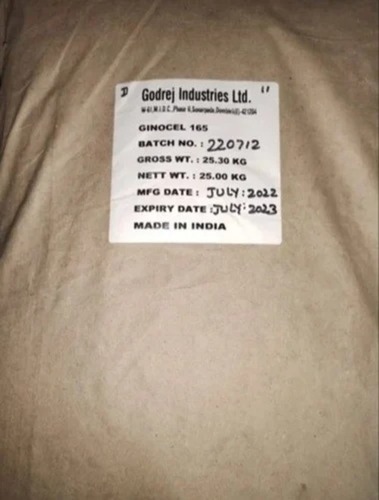 Godrej Industries Ltd.
GINOCEL 165
BATCH NO. : 220712
GROSS WT. : 25.30 KG
NETT WT. : 25.00 KG
MFG DATE : JULY : 2022
EXPIRY DATE : JULY : 2023
MADE IN INDIA